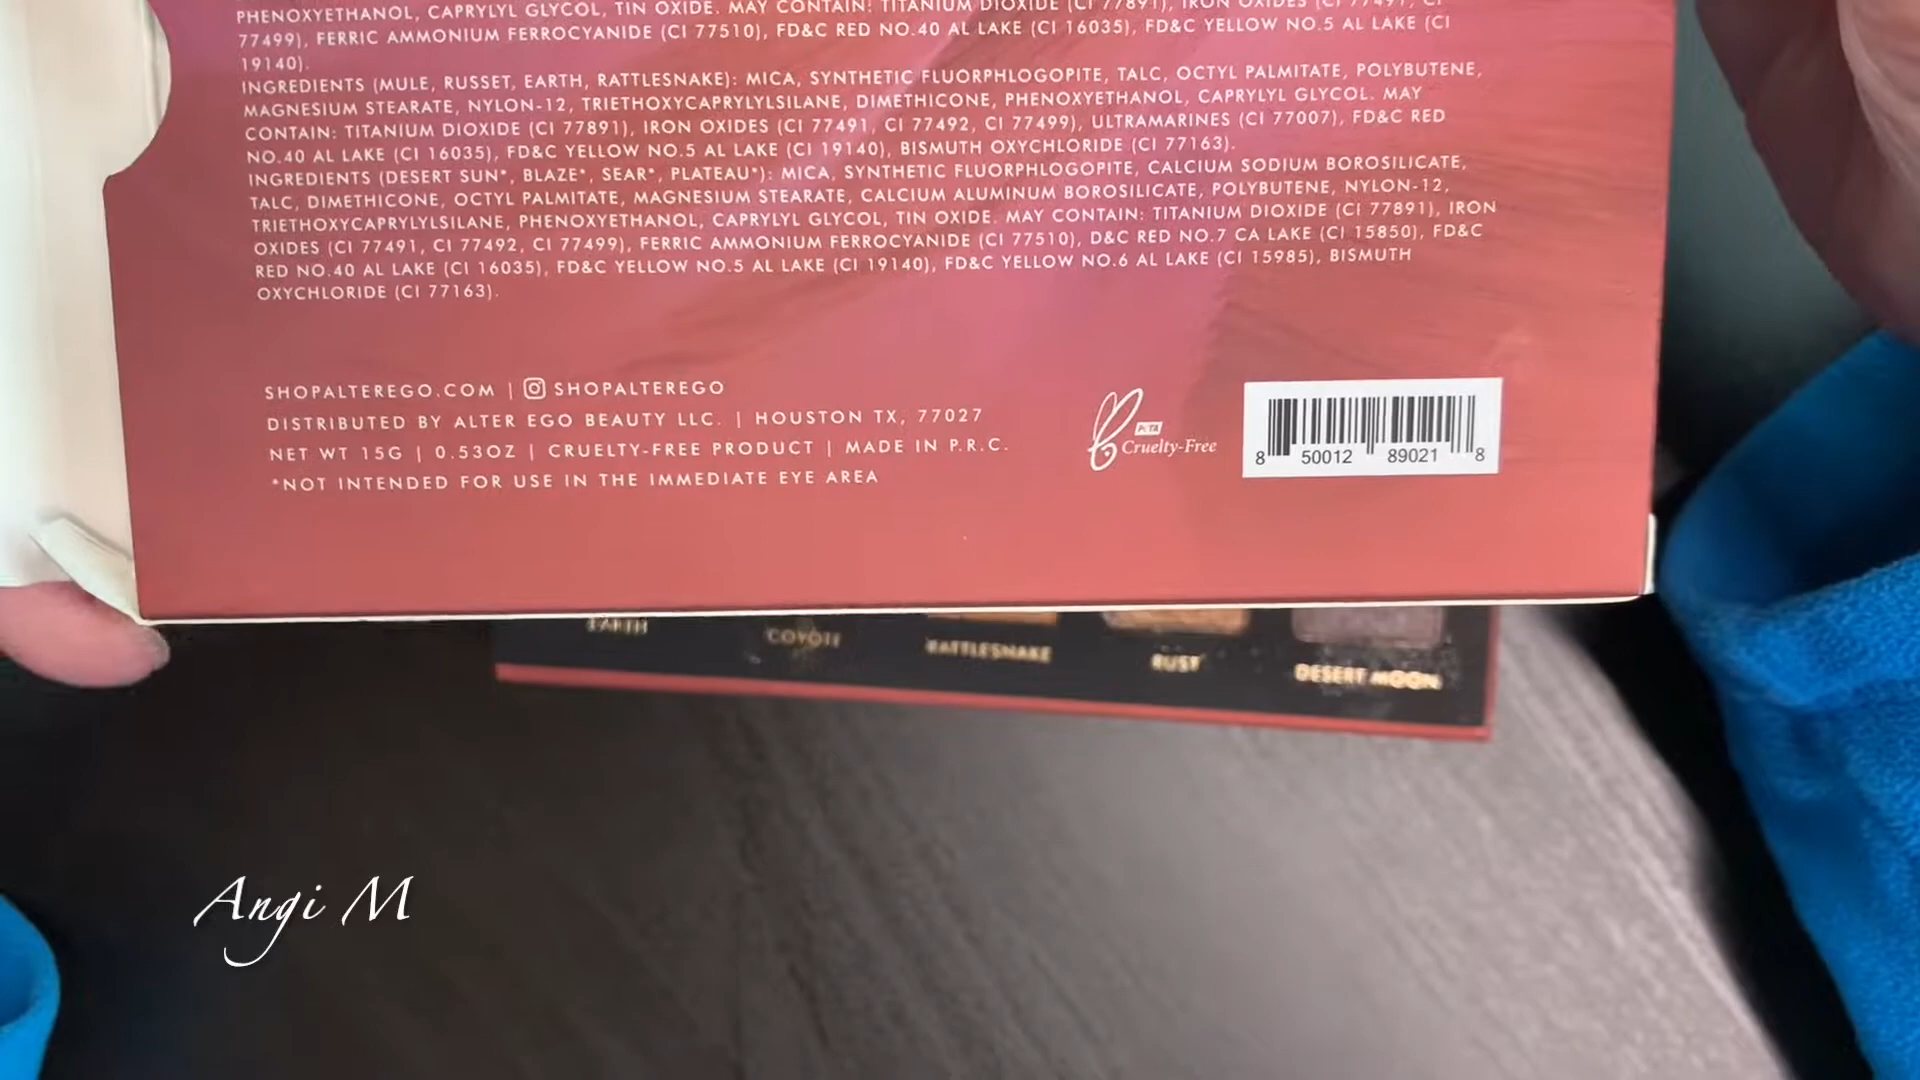 PHENOXYETHANOL, CAPRYLYL GLYCOL, TIN OXIDE. MAY CONTAIN: TITANIUM DIOXIDE (CI 77891), IRON OXIDES (CI 77491, CI
77499), FERRIC AMMONIUM FERROCYANIDE (CI 77510), FD&C RED NO.40 AL LAKE (CI 16035), FD&C YELLOW NO.5 AL LAKE (CI
19140).
INGREDIENTS (MULE, RUSSET, EARTH, RATTLESNAKE): MICA, SYNTHETIC FLUORPHLOGOPITE, TALC, OCTYL PALMITATE, POLYBUTENE,
MAGNESIUM STEARATE, NYLON-12, TRIETHOXYCAPRYLYLSILANE, DIMETHICONE, PHENOXYETHANOL, CAPRYLYL GLYCOL. MAY
CONTAIN: TITANIUM DIOXIDE (CI 77891), IRON OXIDES (CI 77491, CI 77492, CI 77499), ULTRAMARINES (CI 77007), FD&C RED
NO.40 AL LAKE (CI 16035), FD&C YELLOW NO.5 AL LAKE (CI 19140), BISMUTH OXYCHLORIDE (CI 77163).
INGREDIENTS (DESERT SUN*, BLAZE*, SEAR*, PLATEAU*): MICA, SYNTHETIC FLUORPHLOGOPITE, CALCIUM SODIUM BOROSILICATE,
TALC, DIMETHICONE, OCTYL PALMITATE, MAGNESIUM STEARATE, CALCIUM ALUMINUM BOROSILICATE, POLYBUTENE, NYLON-12,
TRIETHOXYCAPRYLYLSILANE, PHENOXYETHANOL, CAPRYLYL GLYCOL, TIN OXIDE. MAY CONTAIN: TITANIUM DIOXIDE (CI 77891), IRON
OXIDES (CI 77491, CI 77492, CI 77499), FERRIC AMMONIUM FERROCYANIDE (CI 77510), D&C RED NO.7 CA LAKE (CI 15850), FD&C
RED NO.40 AL LAKE (CI 16035), FD&C YELLOW NO.5 AL LAKE (CI 19140), FD&C YELLOW NO.6 AL LAKE (CI 15985), BISMUTH
OXYCHLORIDE (CI 77163).
SHOPALTEREGO.COM | SHOPALTEREGO
DISTRIBUTED BY ALTER EGO BEAUTY LLC. | HOUSTON TX, 77027
NET WT 15G | 0.53OZ | CRUELTY-FREE PRODUCT | MADE IN P.R.C.
*NOT INTENDED FOR USE IN THE IMMEDIATE EYE AREA
PETA
Cruelty-Free
8 50012 89021 8
EARTH
COYOTE
RATTLESNAKE
RUST
DESERT MOON
Angi M